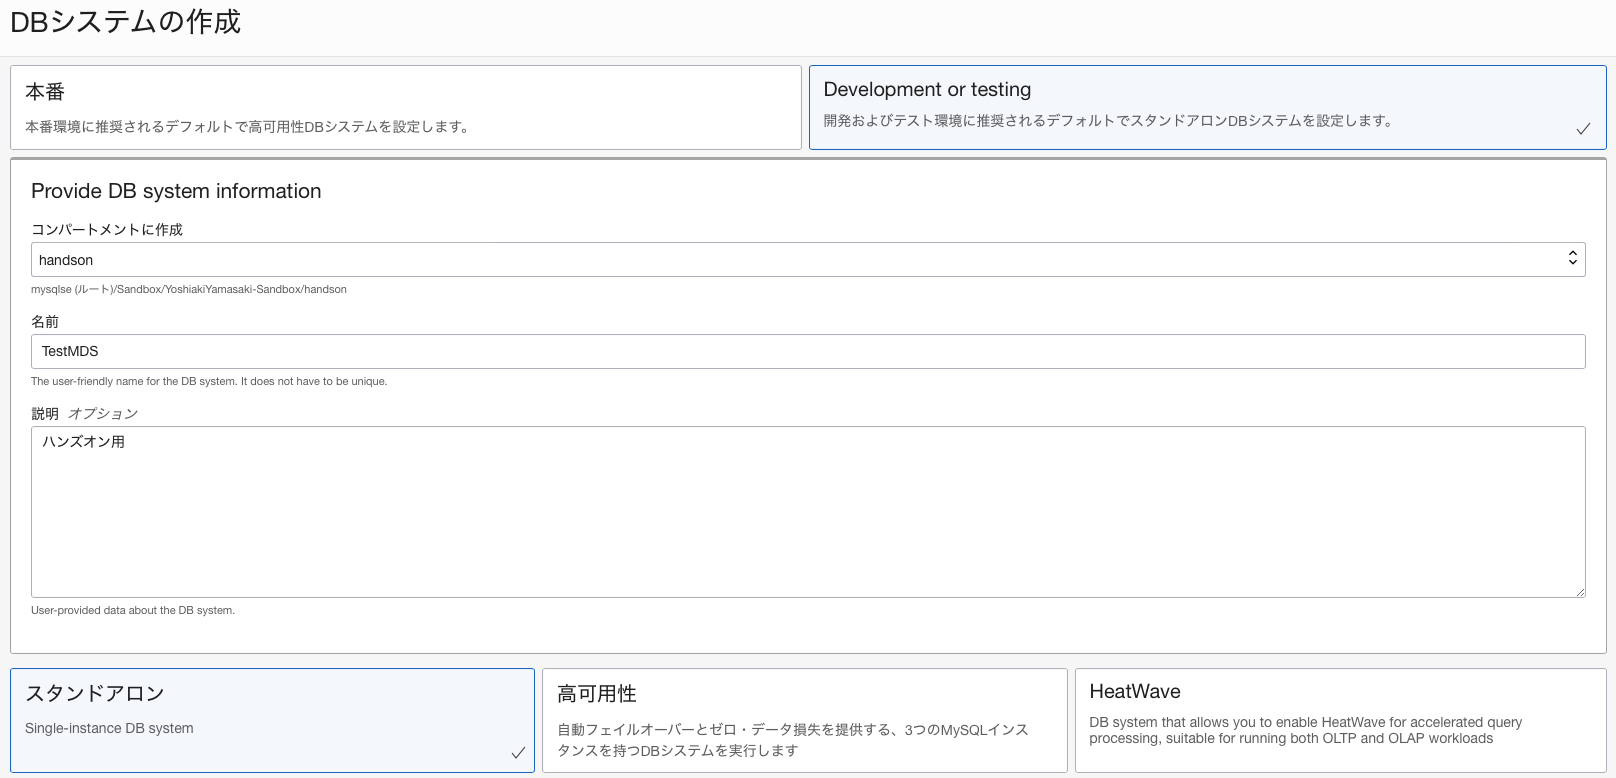 DBシステムの作成
本番
本番環境に推奨されるデフォルトで高可用性DBシステムを設定します。
Development or testing
開発およびテスト環境に推奨されるデフォルトでスタンドアロンDBシステムを設定します。
Provide DB system information
コンパートメントに作成
handson
mysqlse (ルート)/Sandbox/YoshiakiYamasaki-Sandbox/handson
名前
TestMDS
The user-friendly name for the DB system. It does not have to be unique.
説明 オプション
ハンズオン用
User-provided data about the DB system.
スタンドアロン
Single-instance DB system
高可用性
自動フェイルオーバーとゼロ・データ損失を提供する、3つのMySQLインス
タンスを持つDBシステムを実行します
HeatWave
DB system that allows you to enable HeatWave for accelerated query
processing, suitable for running both OLTP and OLAP workloads